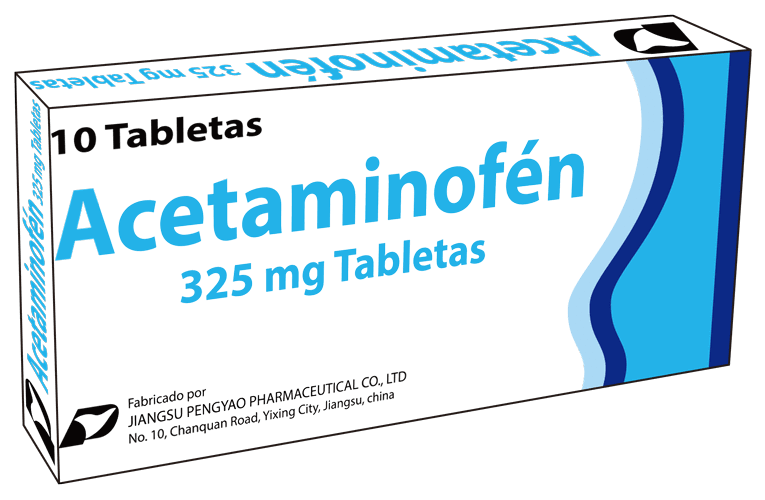 Acetaminofén 325 mg Tabletas
10 Tabletas
Acetaminofén
325 mg Tabletas
Acetaminofén 325 mg Tabletas
Fabricado por
JIANGSU PENGYAO PHARMACEUTICAL CO., LTD
No. 10, Chanquan Road, Yixing City, Jiangsu, china